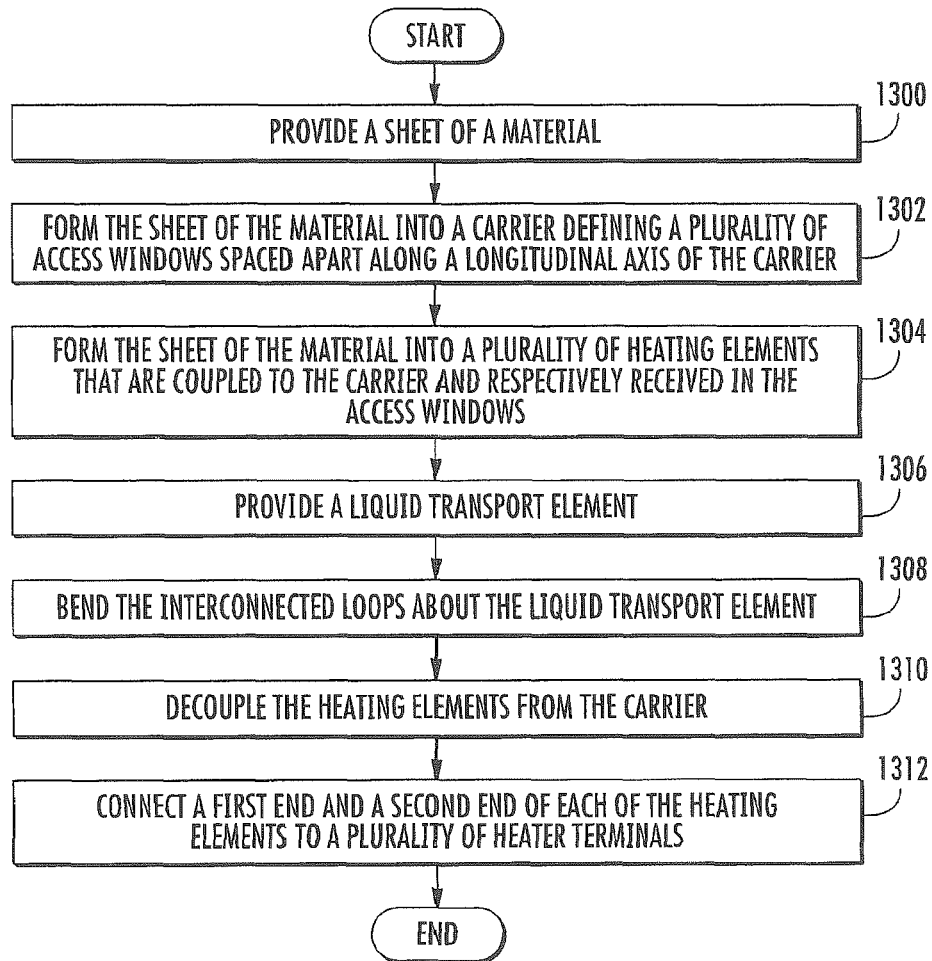 START
1300
PROVIDE A SHEET OF A MATERIAL
1302
FORM THE SHEET OF THE MATERIAL INTO A CARRIER DEFINING A PLURALITY OF
ACCESS WINDOWS SPACED APART ALONG A LONGITUDINAL AXIS OF THE CARRIER
1304
FORM THE SHEET OF THE MATERIAL INTO A PLURALITY OF HEATING ELEMENTS
THAT ARE COUPLED TO THE CARRIER AND RESPECTIVELY RECEIVED IN THE
ACCESS WINDOWS
1306
PROVIDE A LIQUID TRANSPORT ELEMENT
1308
BEND THE INTERCONNECTED LOOPS ABOUT THE LIQUID TRANSPORT ELEMENT
1310
DECOUPLE THE HEATING ELEMENTS FROM THE CARRIER
1312
CONNECT A FIRST END AND A SECOND END OF EACH OF THE HEATING
ELEMENTS TO A PLURALITY OF HEATER TERMINALS
END